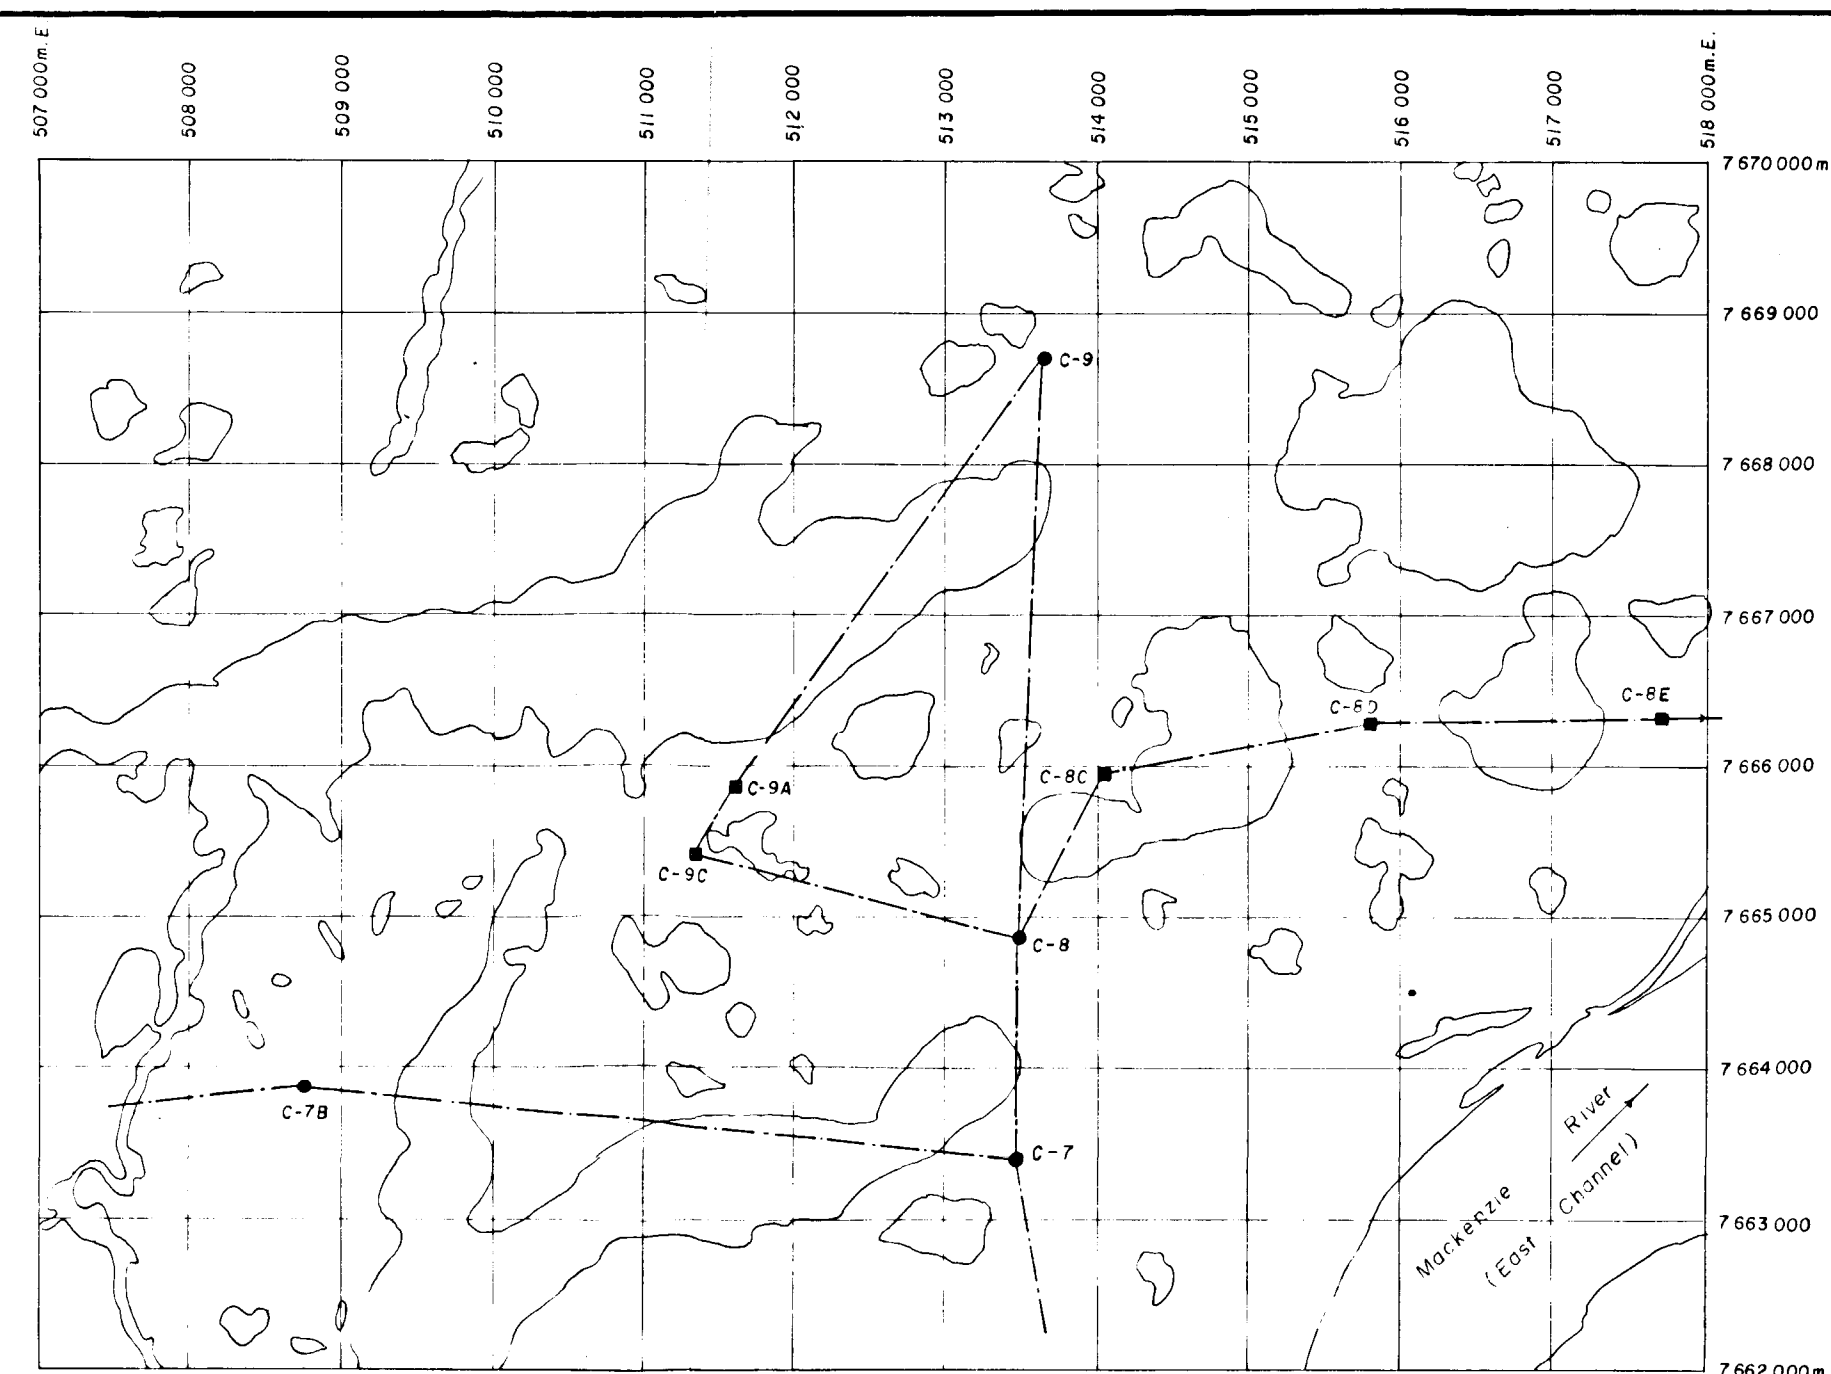 507 000m.E
508 000
509 000
510 000
511 000
512 000
513 000
514 000
515 000
516 000
517 000
518 000m.E.
7 670 000m
7 669 000
C-9
7 668 000
7 667 000
C-8E
C-8D
7 666 000
C-8C
C-9A
C-9C
7 665 000
C-8
7 664 000
C-7B
River
C-7
Channel)
Mackenzie
(East
7 663 000
7 662 000m